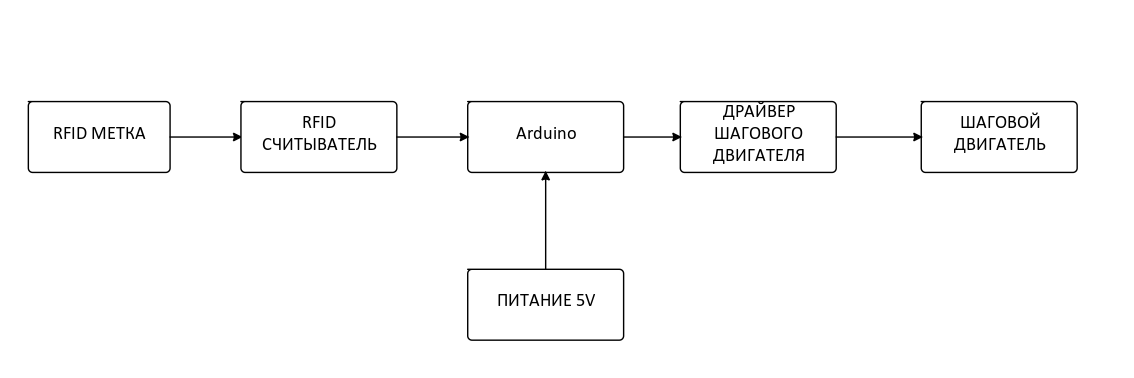 RFID МЕТКА
RFID
СЧИТЫВАТЕЛЬ
Arduino
ДРАЙВЕР
ШАГОВОГО
ДВИГАТЕЛЯ
ШАГОВОЙ
ДВИГАТЕЛЬ
ПИТАНИЕ 5V